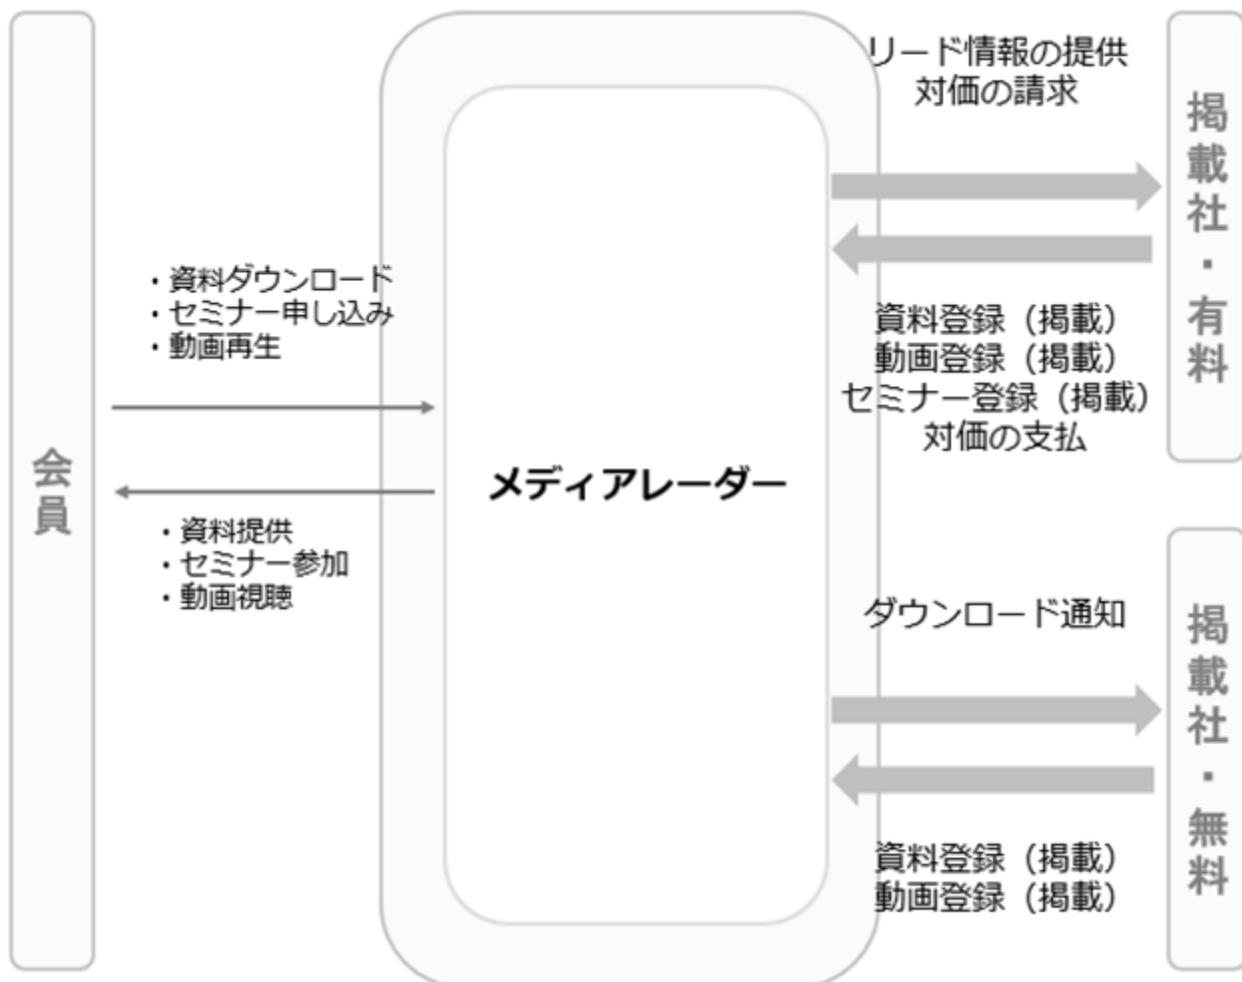 会員
・資料ダウンロード
・セミナー申し込み
・動画再生
・資料提供
・セミナー参加
・動画視聴
メディアレーダー
リード情報の提供
対価の請求
資料登録（掲載）
動画登録（掲載）
セミナー登録（掲載）
対価の支払
掲載社・有料
ダウンロード通知
資料登録（掲載）
動画登録（掲載）
掲載社・無料